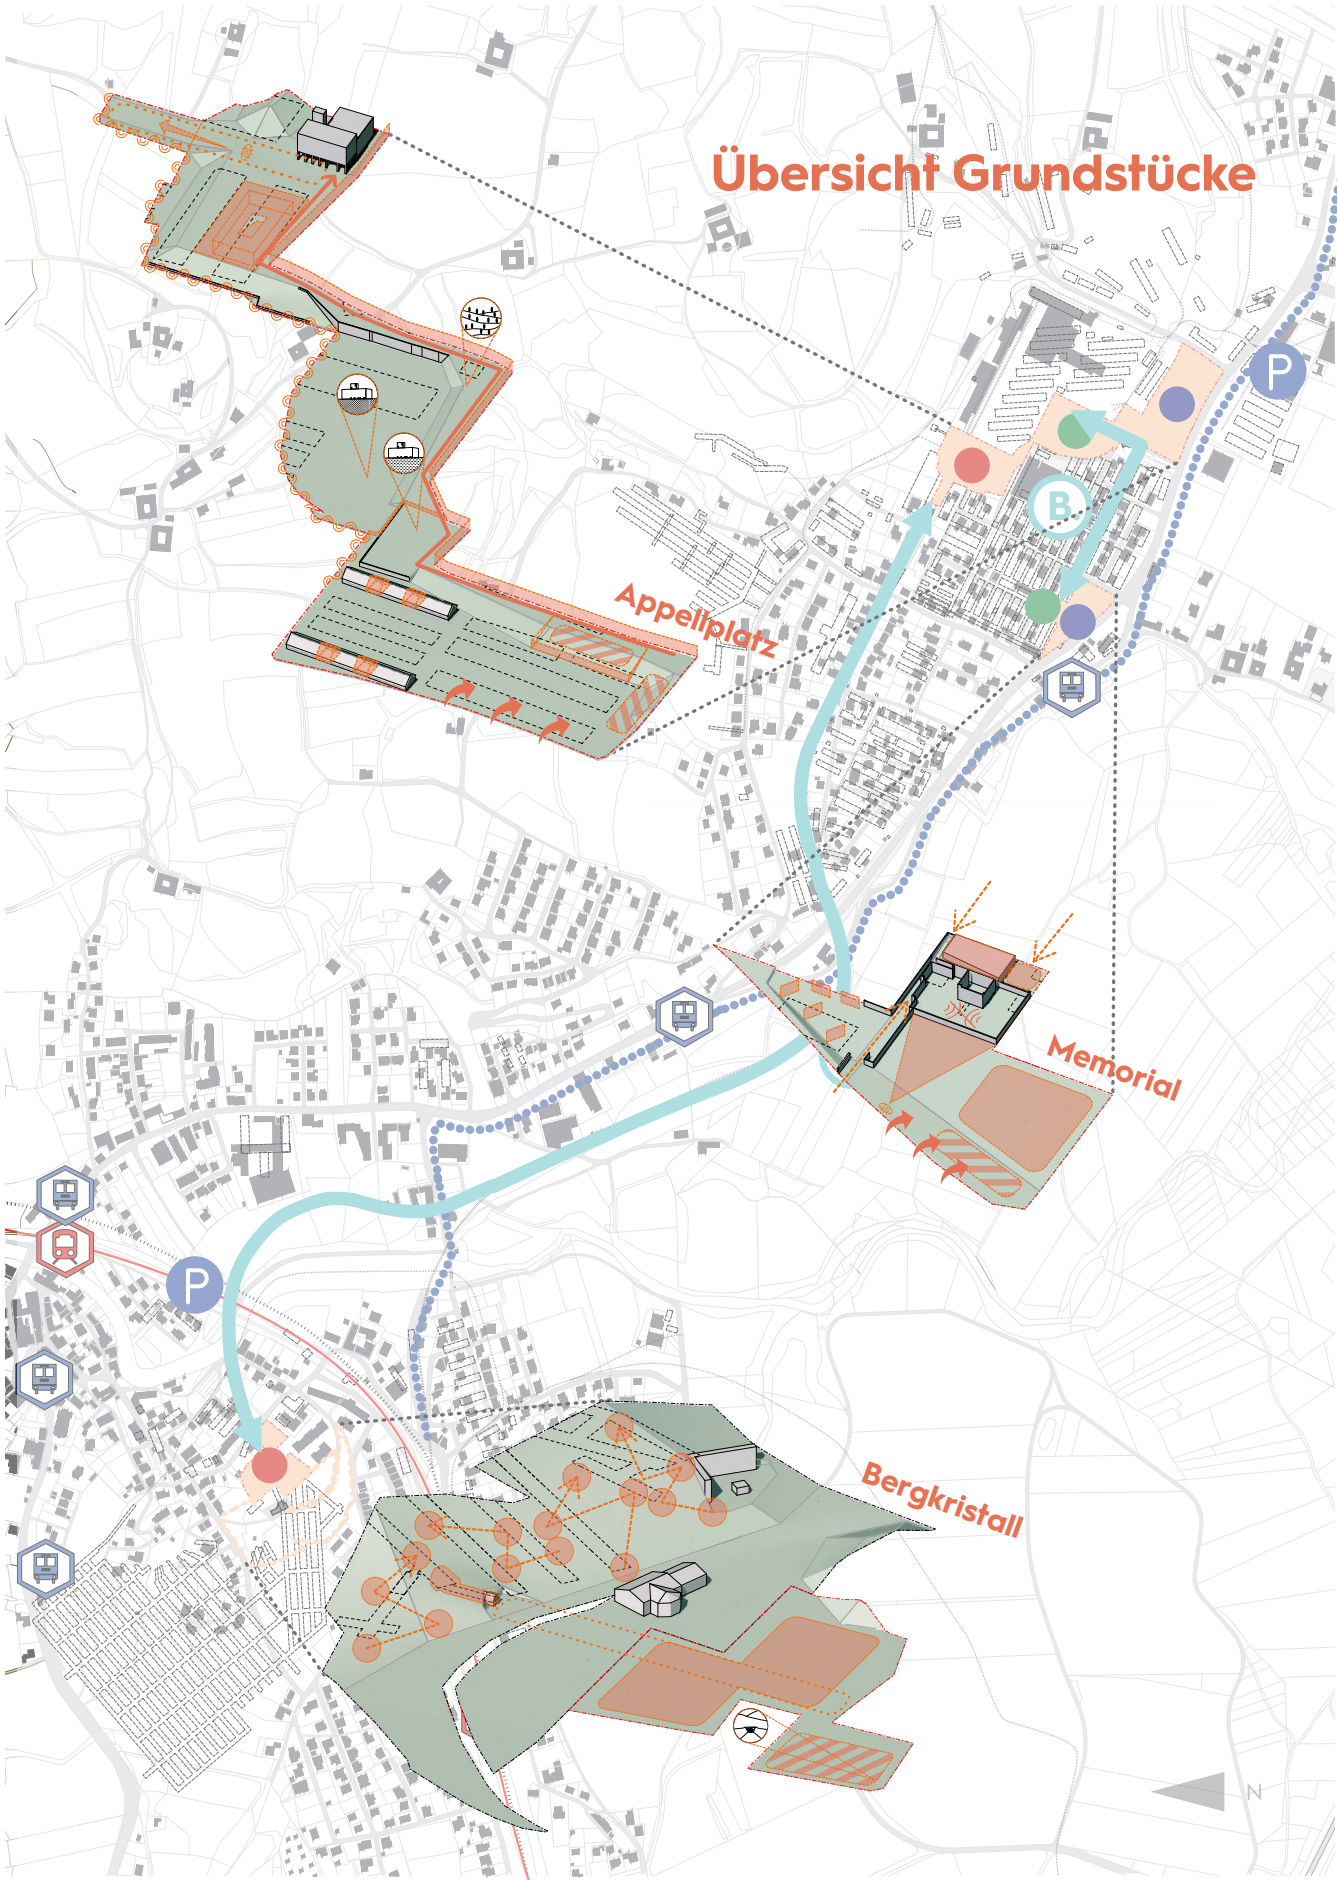 Übersicht Grundstücke
P
B
Appellplatz
Memorial
P
Bergkristall
N